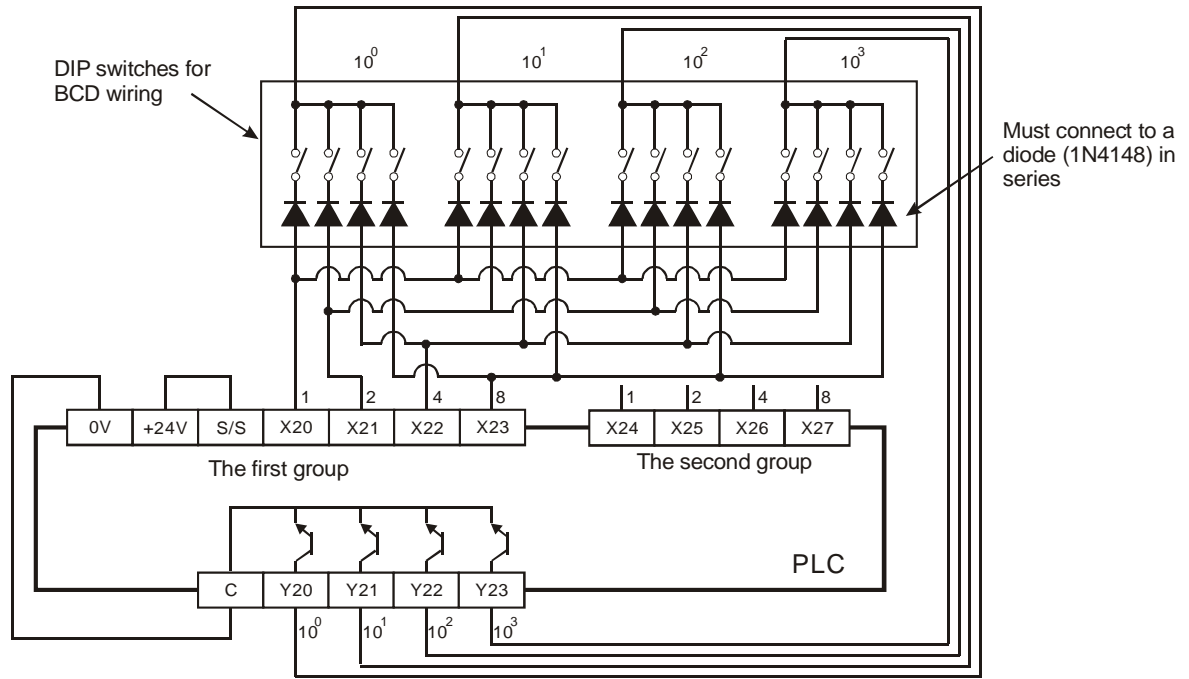 10^0 10^1 10^2 10^3
DIP switches for
BCD wiring
Must connect to a
diode (1N4148) in
series
1 2 4 8 1 2 4 8
0V +24V S/S X20 X21 X22 X23 X24 X25 X26 X27
The first group
The second group
PLC
C Y20 Y21 Y22 Y23
10^0 10^1 10^2 10^3